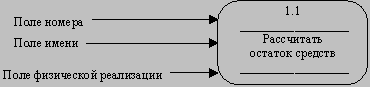 Поле номера
Поле имени
Поле физической реализации
1.1
Рассчитать
остаток средств